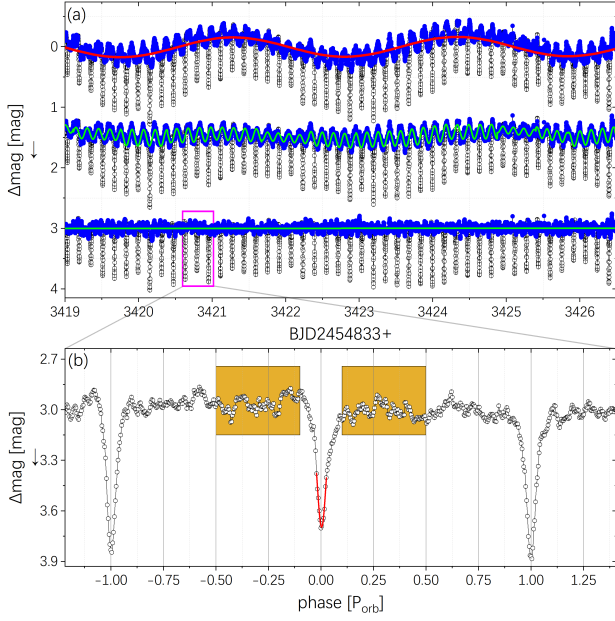 (a)
0
1
2
3
4
Δmag [mag]
←
3419 3420 3421 3422 3423 3424 3425 3426
BJD2454833+
(b)
2.7
3.0
3.3
3.6
3.9
Δmag [mag]
←
−1.00 −0.75 −0.50 −0.25 0.00 0.25 0.50 0.75 1.00
phase [Porb]